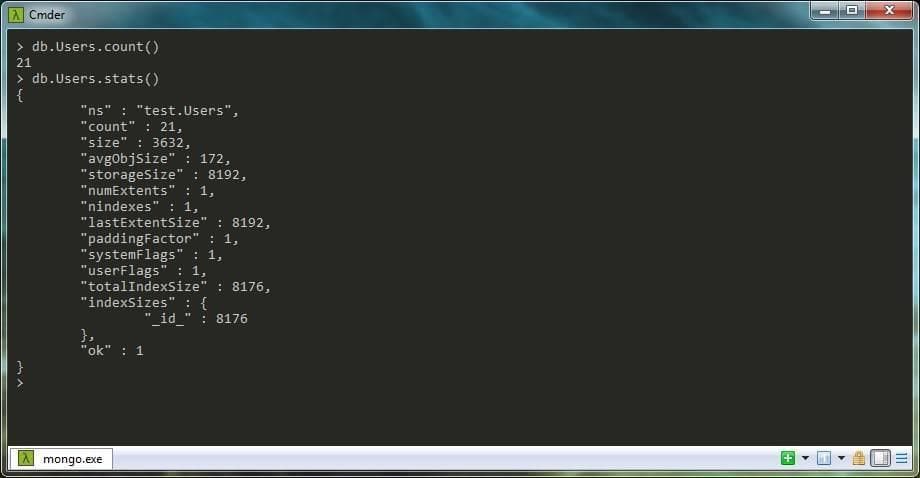 Cmder
> db.Users.count()
21
> db.Users.stats()
{
        "ns" : "test.Users",
        "count" : 21,
        "size" : 3632,
        "avgObjSize" : 172,
        "storageSize" : 8192,
        "numExtents" : 1,
        "nindexes" : 1,
        "lastExtentSize" : 8192,
        "paddingFactor" : 1,
        "systemFlags" : 1,
        "userFlags" : 1,
        "totalIndexSize" : 8176,
        "indexSizes" : {
                "_id_" : 8176
        },
        "ok" : 1
}
>
mongo.exe